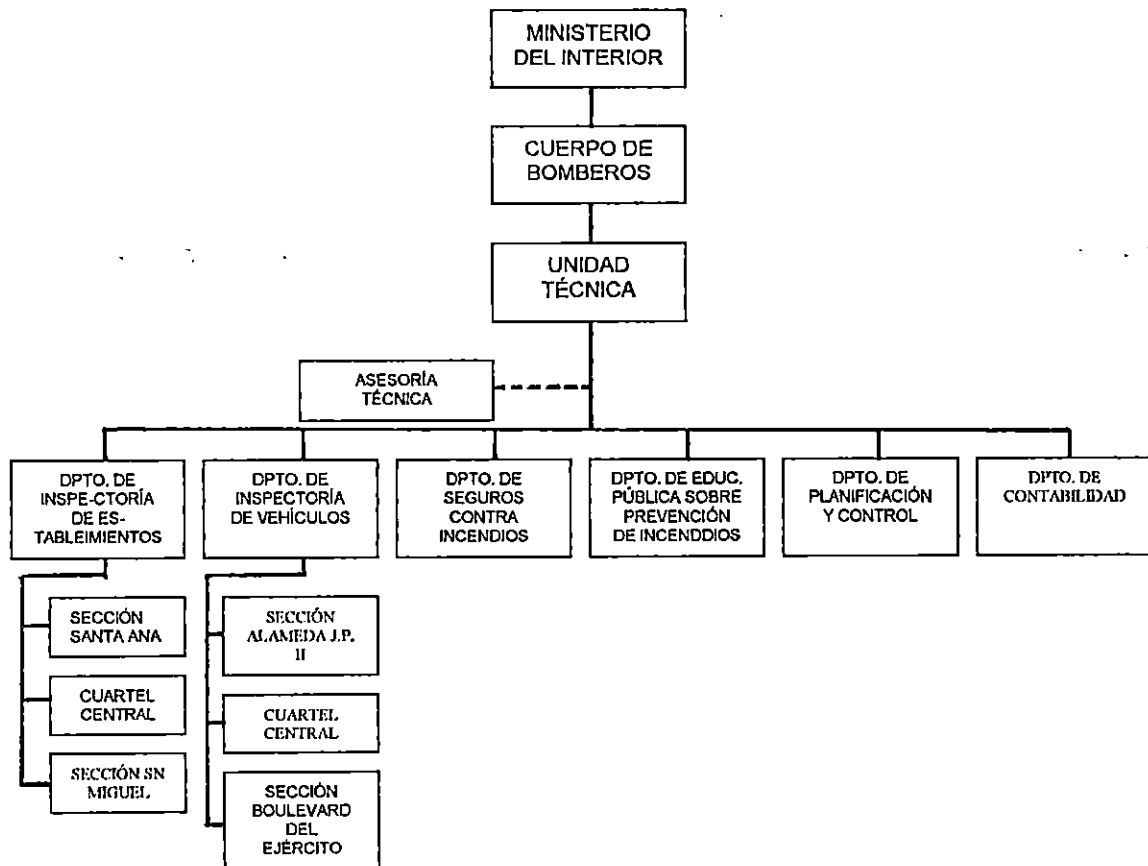 MINISTERIO
DEL INTERIOR
CUERPO DE
BOMBEROS
UNIDAD
TÉCNICA
ASESORÍA
TÉCNICA
DPTO. DE
INSPE-CTORÍA
DE ES-
TABLEIMIENTOS
DPTO. DE
INSPECTORÍA
DE VEHÍCULOS
DPTO. DE
SEGUROS
CONTRA
INCENDIOS
DPTO. DE EDUC.
PÚBLICA SOBRE
PREVENCIÓN
DE INCENDDIOS
DPTO. DE
PLANIFICACIÓN
Y CONTROL
DPTO. DE
CONTABILIDAD
SECCIÓN
SANTA ANA
CUARTEL
CENTRAL
SECCIÓN SN
MIGUEL
SECCIÓN
ALAMEDA J.P.
II
CUARTEL
CENTRAL
SECCIÓN
BOULEVARD
DEL
EJÉRCITO